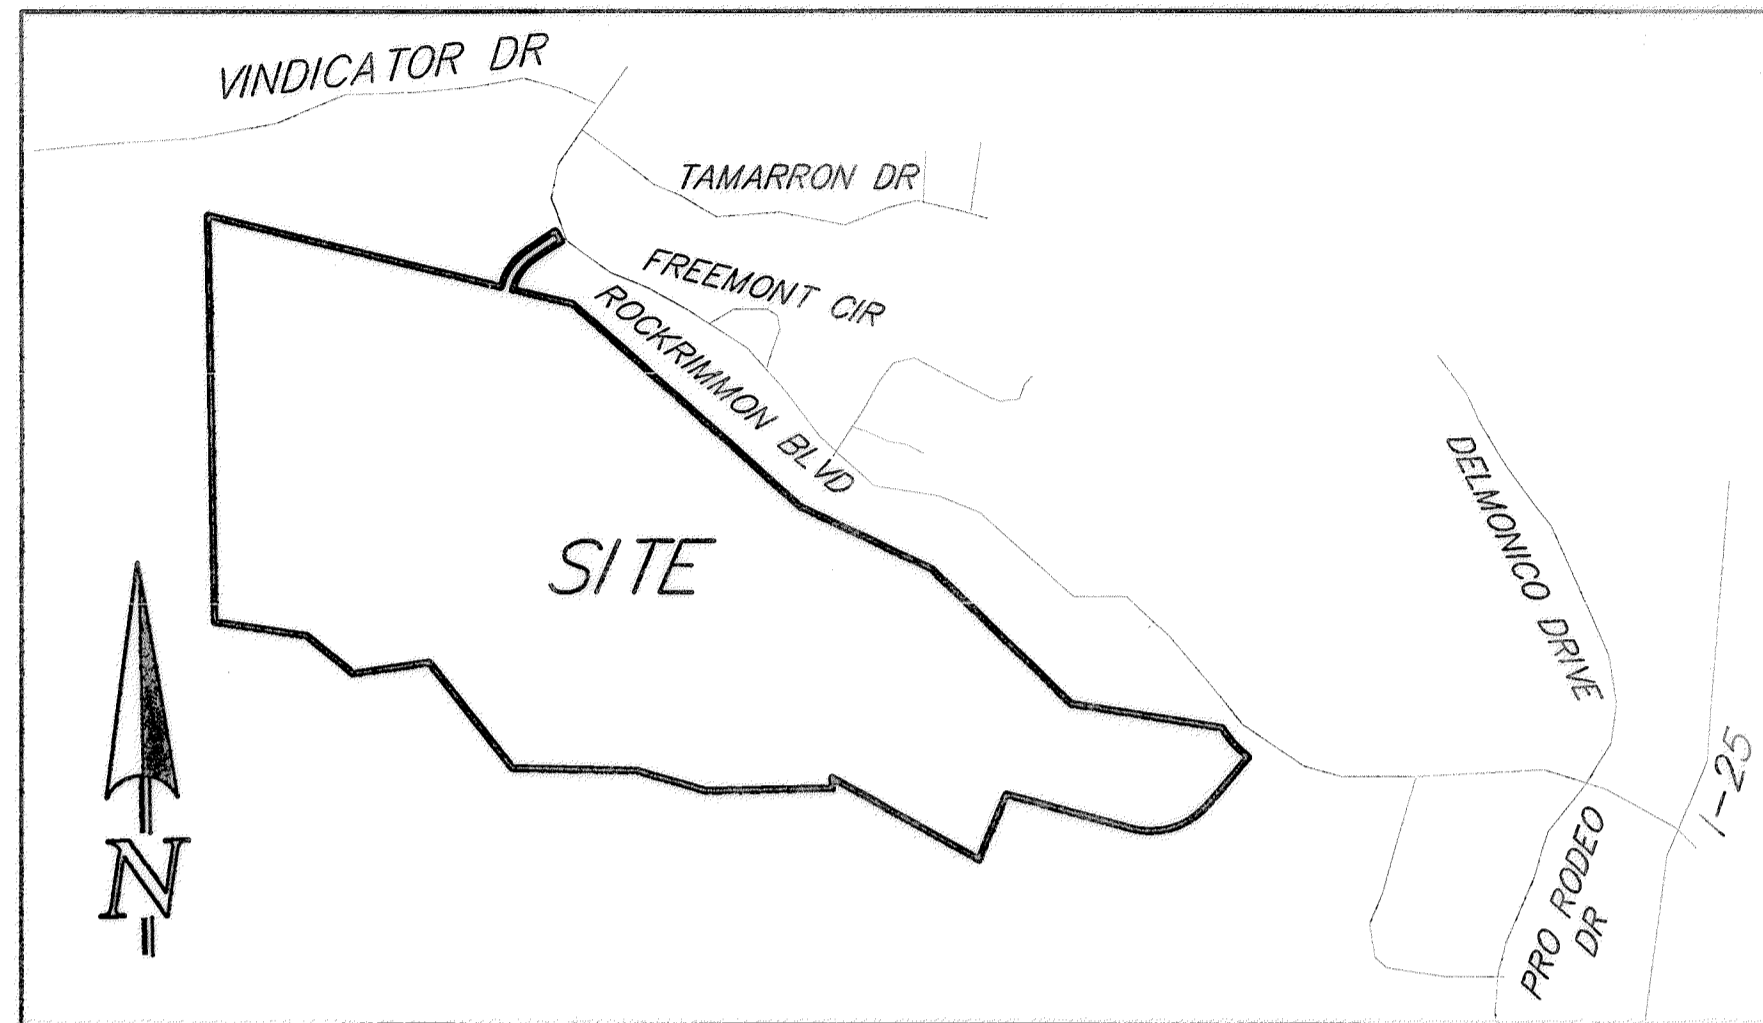 VINDICATOR DR
TAMARRON DR
FREEMONT CIR
ROCKRIMMON BLVD
SITE
DELMONICO DRIVE
I-25
PRO RODEO
DR
N